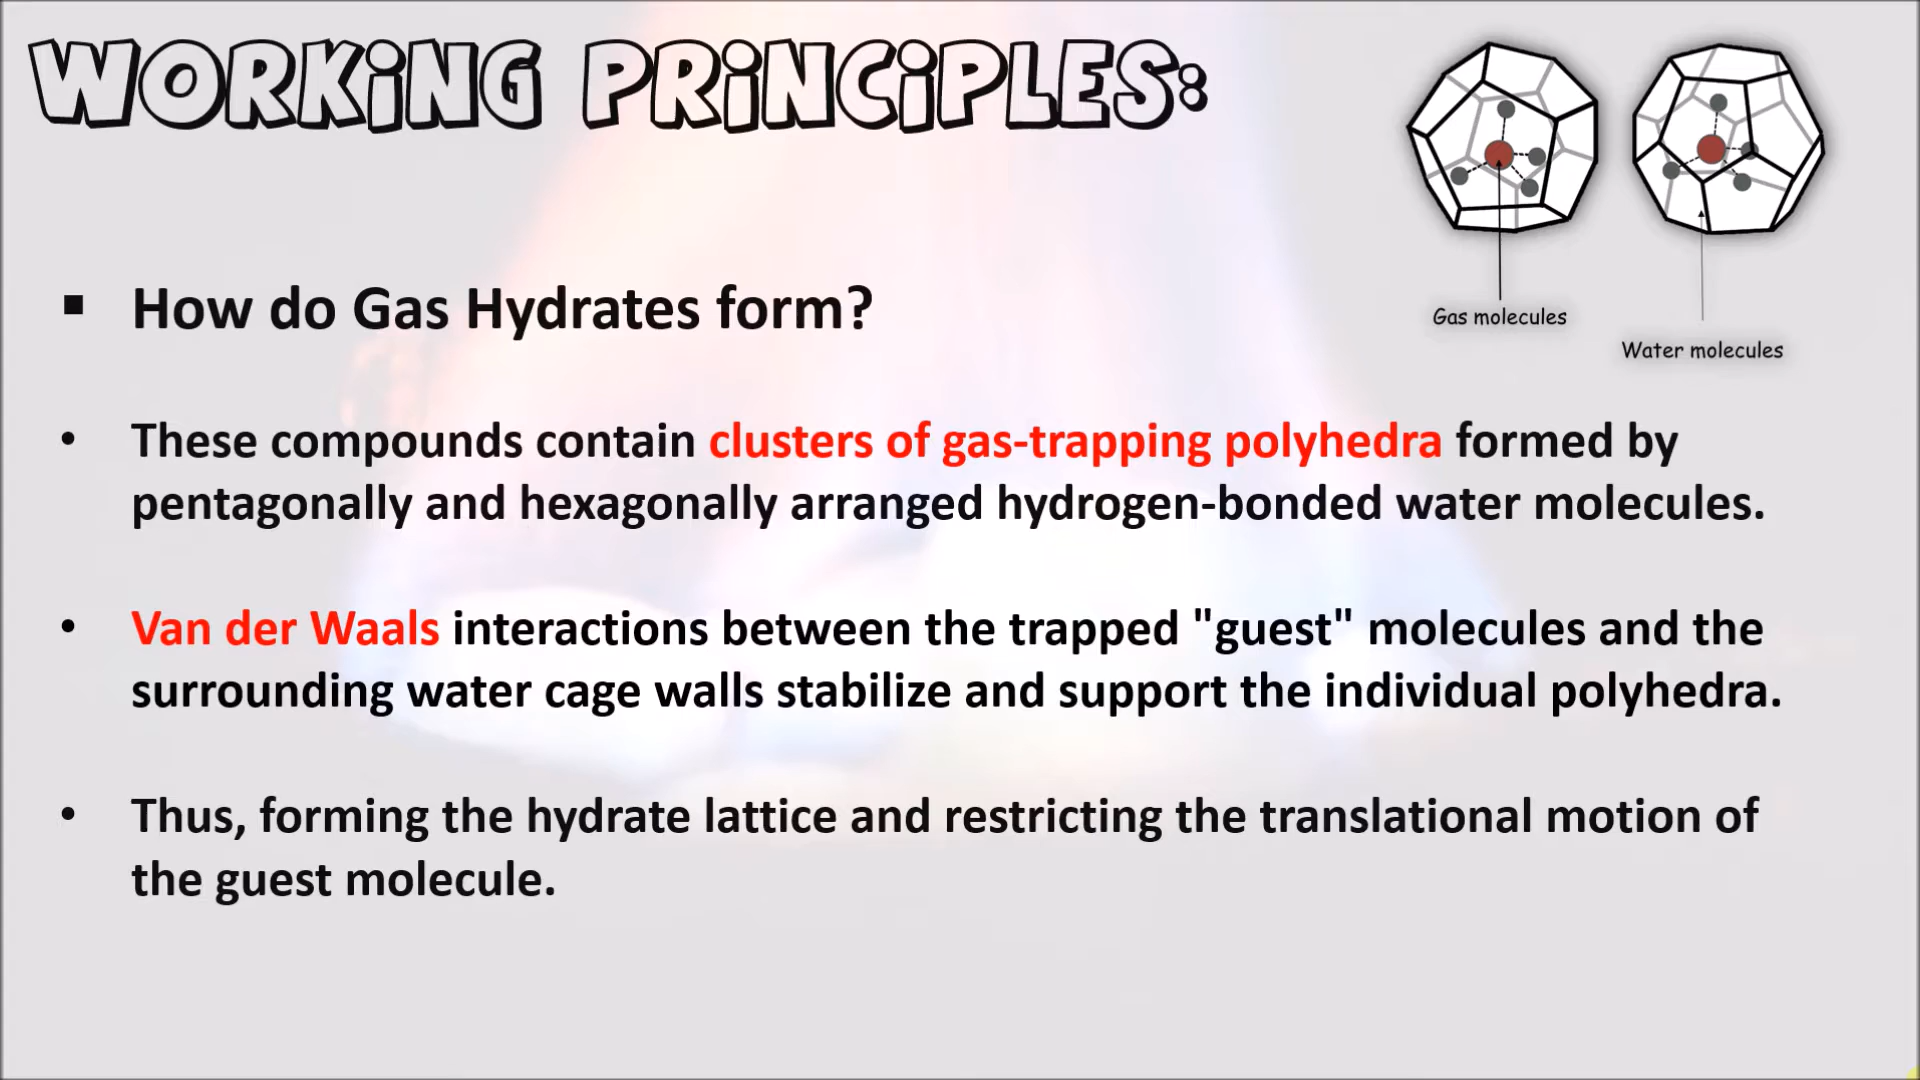 WORKING PRINCIPLES:
Gas molecules
Water molecules
▪ How do Gas Hydrates form?
• These compounds contain clusters of gas-trapping polyhedra formed by
pentagonally and hexagonally arranged hydrogen-bonded water molecules.
• Van der Waals interactions between the trapped "guest" molecules and the
surrounding water cage walls stabilize and support the individual polyhedra.
• Thus, forming the hydrate lattice and restricting the translational motion of
the guest molecule.